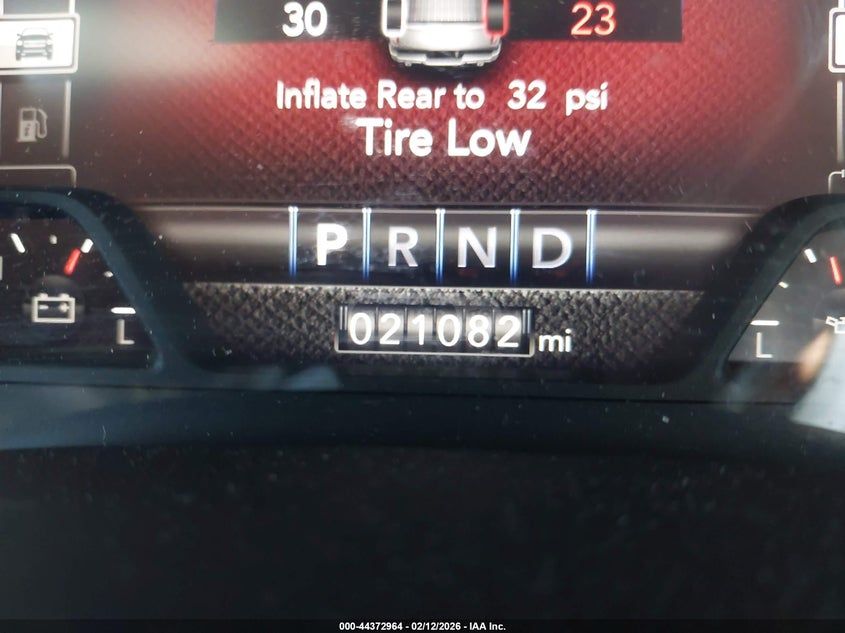 30 23
Inflate Rear to 32 psi
Tire Low
P R N D
L 021082 mi L
000-44372964 - 02/12/2026 - IAA Inc.